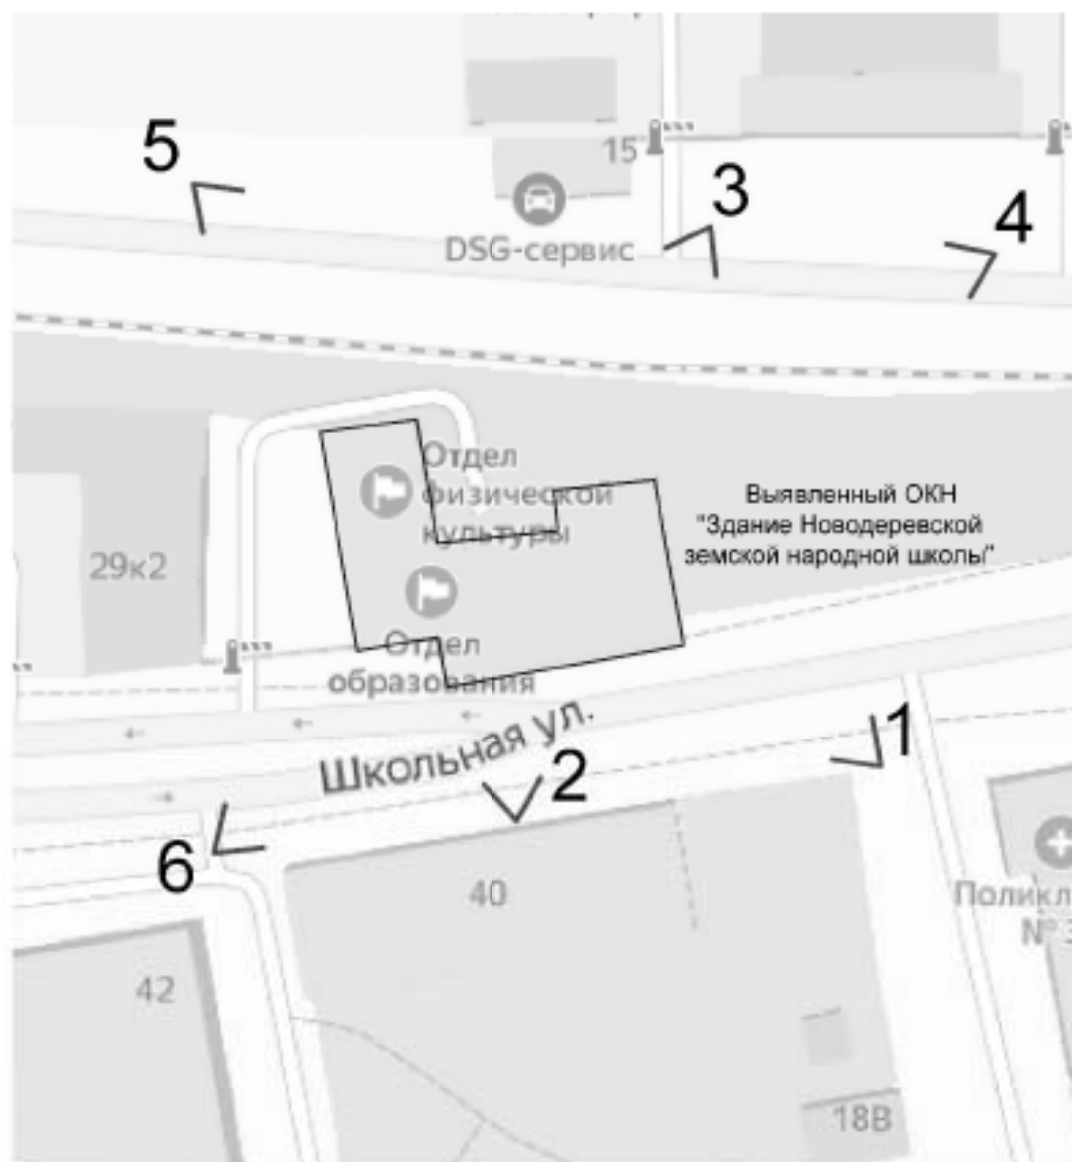 5
15
3
4
DSG-сервис
Отдел
физической
культуры
Выявленный ОКН
"Здание Новодеревской
земской народной школы"
29к2
Отдел
образования
Школьная ул.
1
2
6
40
42
18В